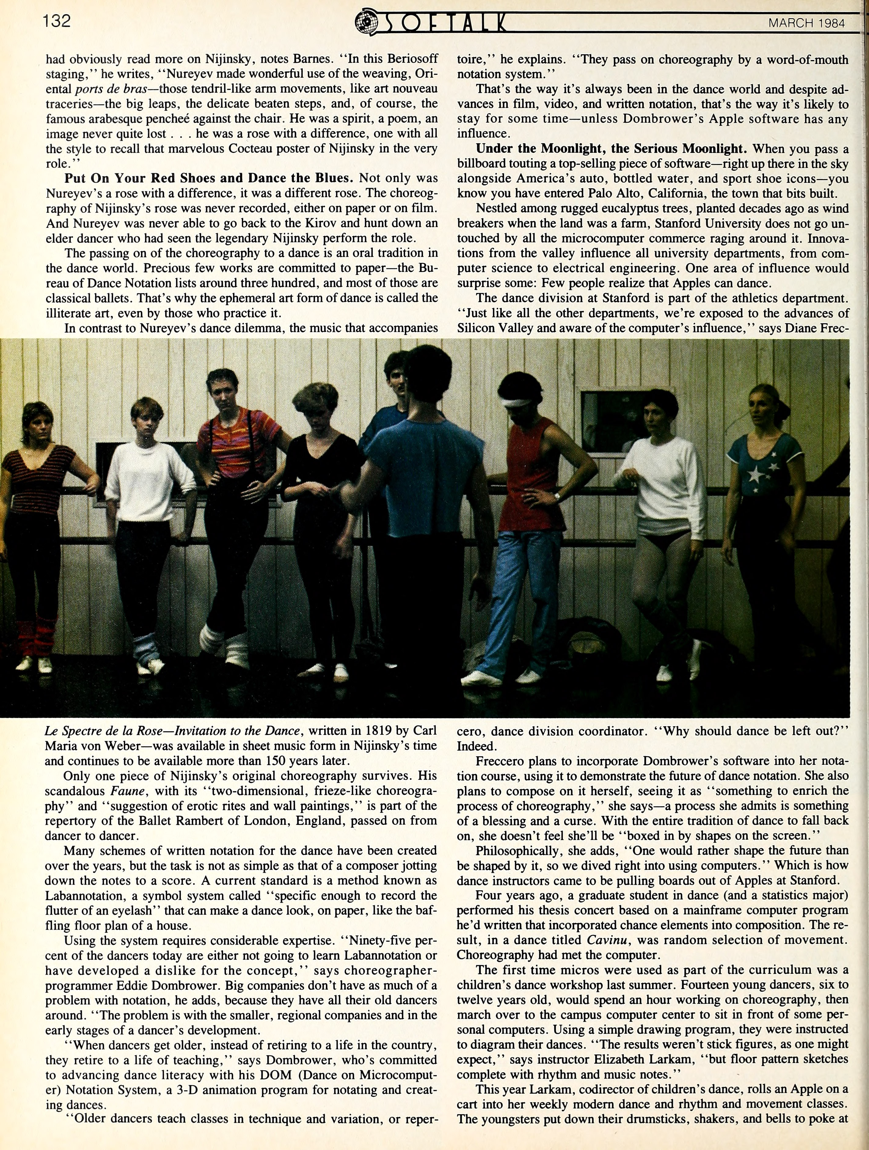 132
SOFTALK
MARCH 1984
had obviously read more on Nijinsky, notes Barnes. “In this Beriosoff
staging,” he writes, “Nureyev made wonderful use of the weaving, Ori-
ental ports de bras—those tendril-like arm movements, like art nouveau
traceries—the big leaps, the delicate beaten steps, and, of course, the
famous arabesque pencheé against the chair. He was a spirit, a poem, an
image never quite lost . . . he was a rose with a difference, one with all
the style to recall that marvelous Cocteau poster of Nijinsky in the very
role.”
Put On Your Red Shoes and Dance the Blues. Not only was
Nureyev's a rose with a difference, it was a different rose. The choreog-
raphy of Nijinsky's rose was never recorded, either on paper or on film.
And Nureyev was never able to go back to the Kirov and hunt down an
elder dancer who had seen the legendary Nijinsky perform the role.
The passing on of the choreography to a dance is an oral tradition in
the dance world. Precious few works are committed to paper—the Bu-
reau of Dance Notation lists around three hundred, and most of those are
classical ballets. That's why the ephemeral art form of dance is called the
illiterate art, even by those who practice it.
In contrast to Nureyev's dance dilemma, the music that accompanies
Le Spectre de la Rose—Invitation to the Dance, written in 1819 by Carl
Maria von Weber—was available in sheet music form in Nijinsky's time
and continues to be available more than 150 years later.
Only one piece of Nijinsky's original choreography survives. His
scandalous Faune, with its “two-dimensional, frieze-like choreogra-
phy” and “suggestion of erotic rites and wall paintings,” is part of the
repertory of the Ballet Rambert of London, England, passed on from
dancer to dancer.
Many schemes of written notation for the dance have been created
over the years, but the task is not as simple as that of a composer jotting
down the notes to a score. A current standard is a method known as
Labannotation, a symbol system called “specific enough to record the
flutter of an eyelash” that can make a dance look, on paper, like the baf-
fling floor plan of a house.
Using the system requires considerable expertise. “Ninety-five per-
cent of the dancers today are either not going to learn Labannotation or
have developed a dislike for the concept,” says choreographer-
programmer Eddie Dombrower. Big companies don't have as much of a
problem with notation, he adds, because they have all their old dancers
around. “The problem is with the smaller, regional companies and in the
early stages of a dancer's development.
“When dancers get older, instead of retiring to a life in the country,
they retire to a life of teaching,” says Dombrower, who's committed
to advancing dance literacy with his DOM (Dance on Microcomput-
er) Notation System, a 3-D animation program for notating and creat-
ing dances.
“Older dancers teach classes in technique and variation, or reper-
toire,” he explains. “They pass on choreography by a word-of-mouth
notation system.”
That's the way it's always been in the dance world and despite ad-
vances in film, video, and written notation, that's the way it's likely to
stay for some time—unless Dombrower's Apple software has any
influence.
Under the Moonlight, the Serious Moonlight. When you pass a
billboard touting a top-selling piece of software—right up there in the sky
alongside America's auto, bottled water, and sport shoe icons—you
know you have entered Palo Alto, California, the town that bits built.
Nestled among rugged eucalyptus trees, planted decades ago as wind
breakers when the land was a farm, Stanford University does not go un-
touched by all the microcomputer commerce raging around it. Innova-
tions from the valley influence all university departments, from com-
puter science to electrical engineering. One area of influence would
surprise some: Few people realize that Apples can dance.
The dance division at Stanford is part of the athletics department.
“Just like all the other departments, we're exposed to the advances of
Silicon Valley and aware of the computer's influence,” says Diane Frec-
cero, dance division coordinator. “Why should dance be left out?”
Indeed.
Freccero plans to incorporate Dombrower's software into her nota-
tion course, using it to demonstrate the future of dance notation. She also
plans to compose on it herself, seeing it as “something to enrich the
process of choreography,” she says—a process she admits is something
of a blessing and a curse. With the entire tradition of dance to fall back
on, she doesn't feel she'll be “boxed in by shapes on the screen.”
Philosophically, she adds, “One would rather shape the future than
be shaped by it, so we dived right into using computers.” Which is how
dance instructors came to be pulling boards out of Apples at Stanford.
Four years ago, a graduate student in dance (and a statistics major)
performed his thesis concert based on a mainframe computer program
he'd written that incorporated chance elements into composition. The re-
sult, in a dance titled Cavinu, was random selection of movement.
Choreography had met the computer.
The first time micros were used as part of the curriculum was a
children's dance workshop last summer. Fourteen young dancers, six to
twelve years old, would spend an hour working on choreography, then
march over to the campus computer center to sit in front of some per-
sonal computers. Using a simple drawing program, they were instructed
to diagram their dances. “The results weren't stick figures, as one might
expect,” says instructor Elizabeth Larkam, “but floor pattern sketches
complete with rhythm and music notes.”
This year Larkam, codirector of children's dance, rolls an Apple on a
cart into her weekly modern dance and rhythm and movement classes.
The youngsters put down their drumsticks, shakers, and bells to poke at